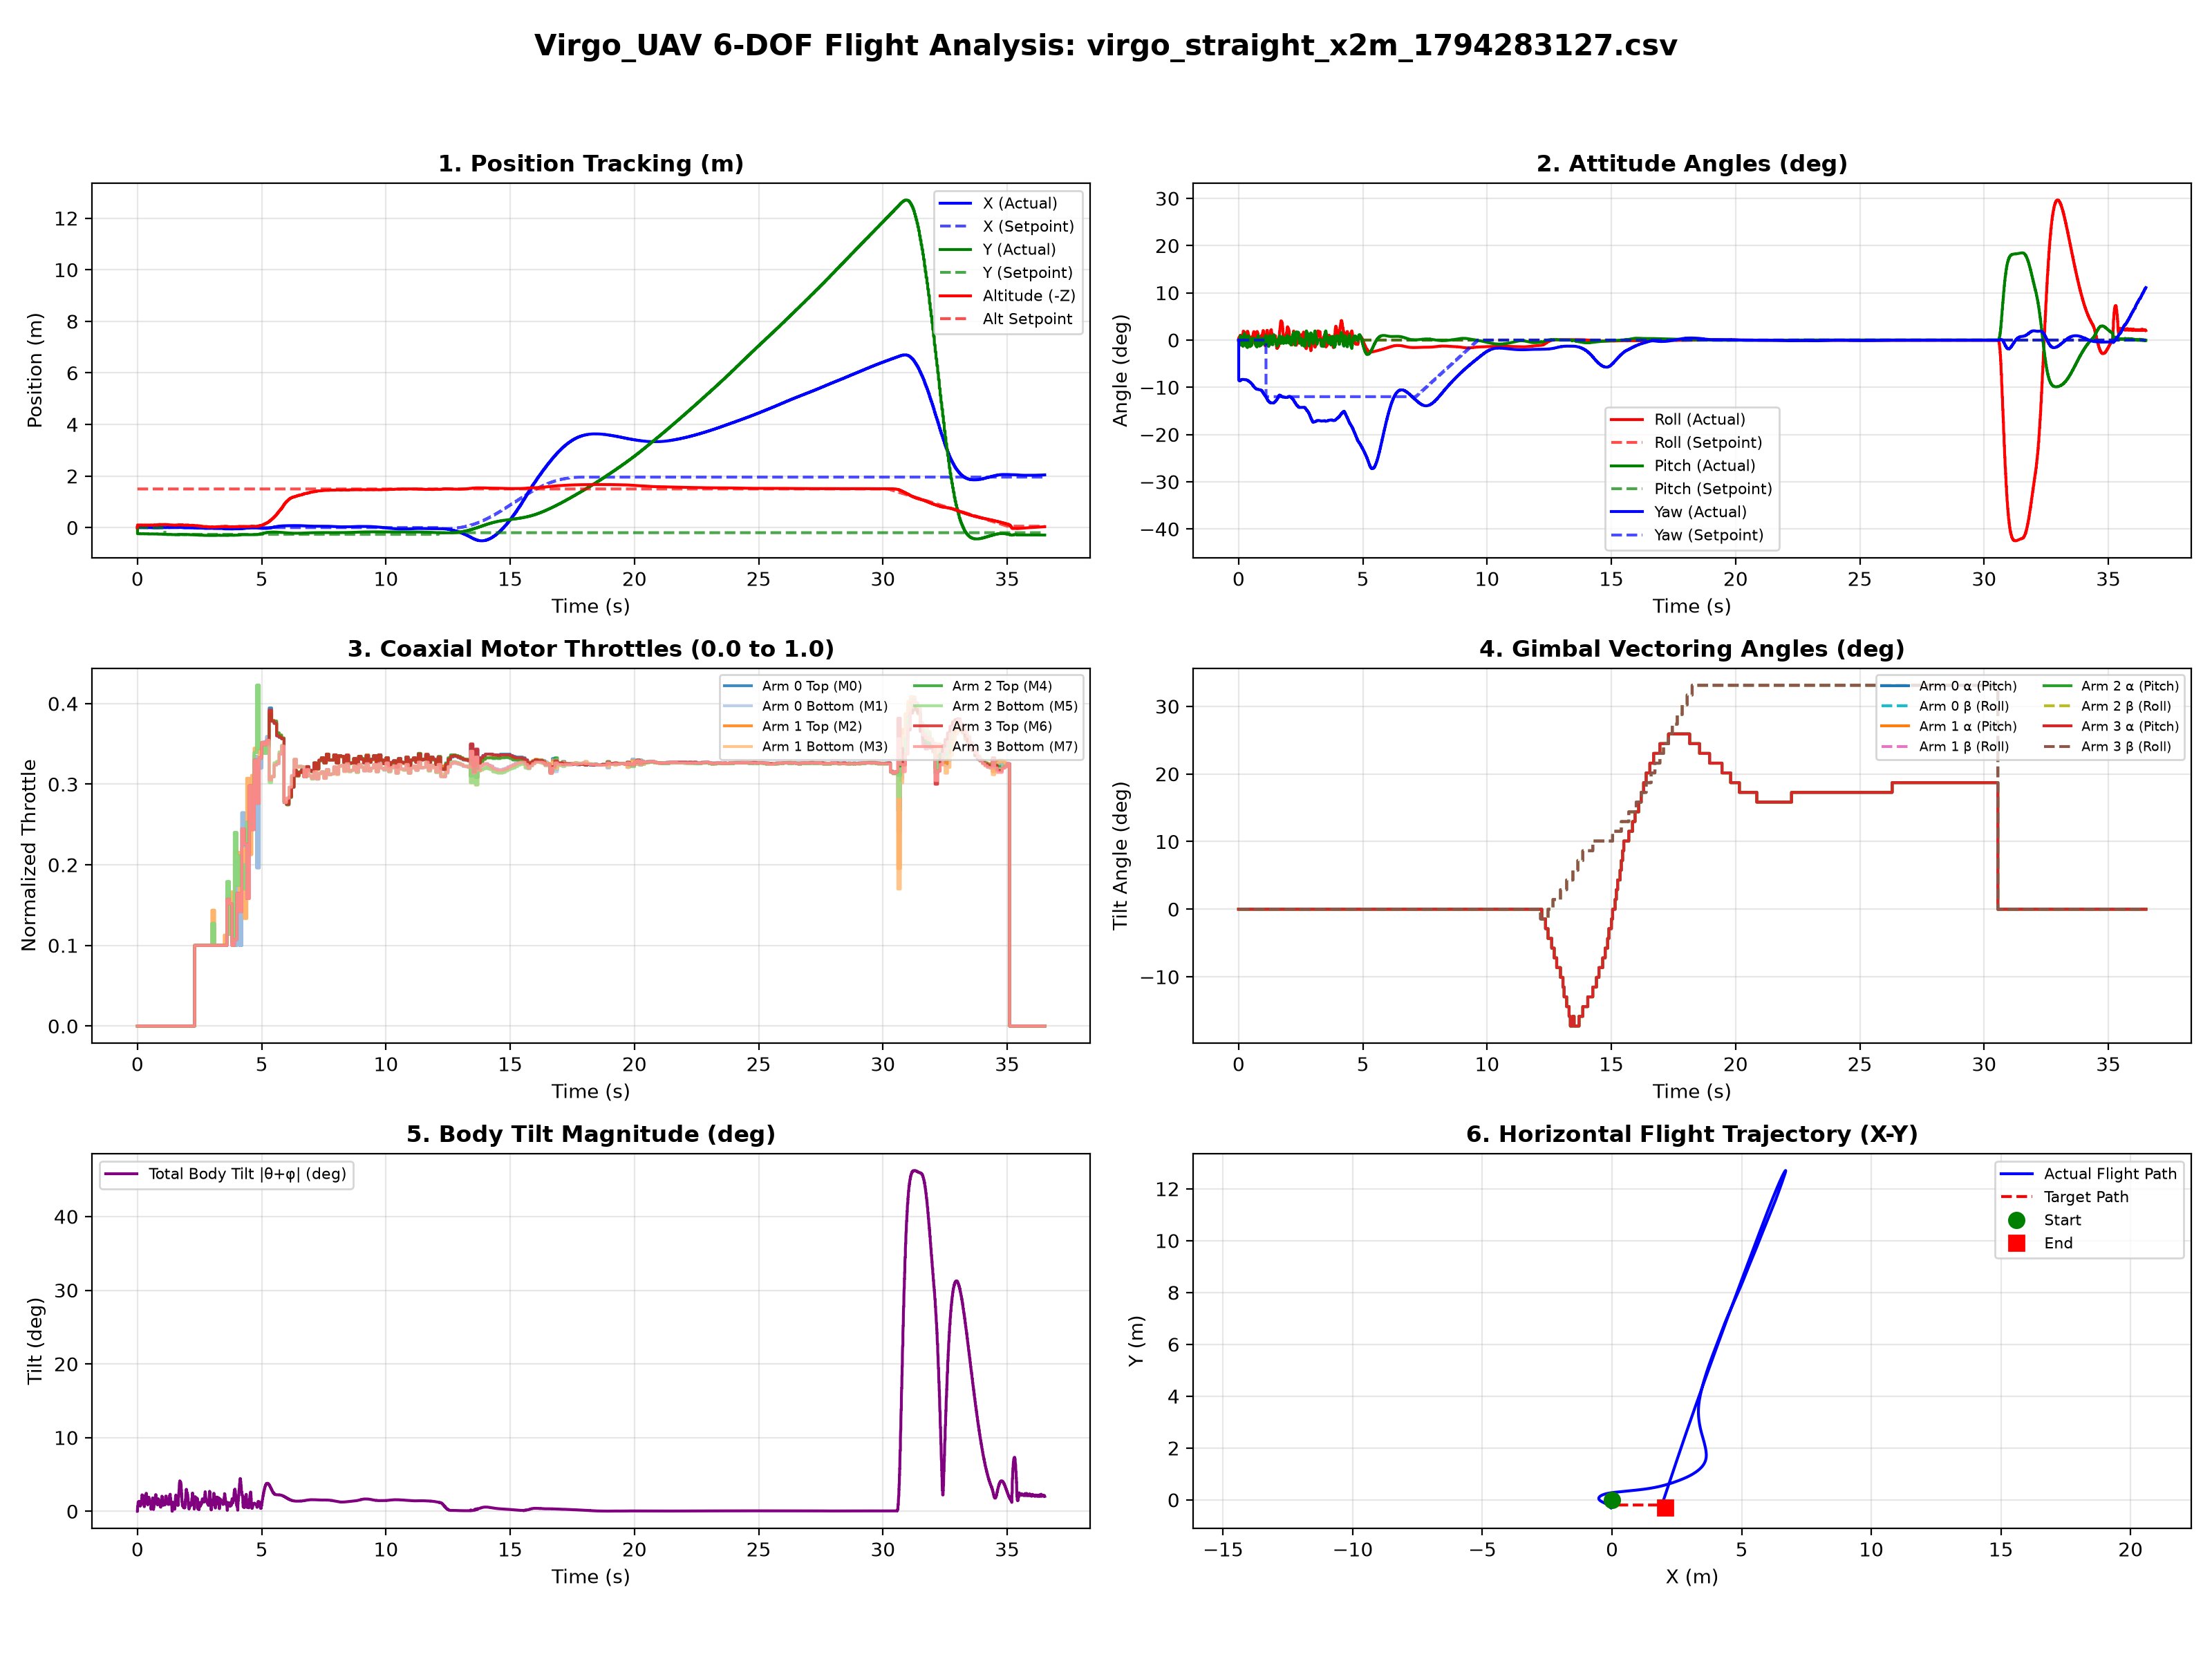 Virgo_UAV 6-DOF Flight Analysis: virgo_straight_x2m_1794283127.csv
1. Position Tracking (m)
Position (m)
12
10
8
6
4
2
0
X (Actual)
X (Setpoint)
Y (Actual)
Y (Setpoint)
Altitude (-Z)
Alt Setpoint
0 5 10 15 20 25 30 35
Time (s)
2. Attitude Angles (deg)
Angle (deg)
30
20
10
0
−10
−20
−30
−40
Roll (Actual)
Roll (Setpoint)
Pitch (Actual)
Pitch (Setpoint)
Yaw (Actual)
Yaw (Setpoint)
0 5 10 15 20 25 30 35
Time (s)
3. Coaxial Motor Throttles (0.0 to 1.0)
Normalized Throttle
0.4
0.3
0.2
0.1
0.0
Arm 0 Top (M0)
Arm 0 Bottom (M1)
Arm 1 Top (M2)
Arm 1 Bottom (M3)
Arm 2 Top (M4)
Arm 2 Bottom (M5)
Arm 3 Top (M6)
Arm 3 Bottom (M7)
0 5 10 15 20 25 30 35
Time (s)
4. Gimbal Vectoring Angles (deg)
Tilt Angle (deg)
30
20
10
0
−10
Arm 0 α (Pitch)
Arm 0 β (Roll)
Arm 1 α (Pitch)
Arm 1 β (Roll)
Arm 2 α (Pitch)
Arm 2 β (Roll)
Arm 3 α (Pitch)
Arm 3 β (Roll)
0 5 10 15 20 25 30 35
Time (s)
5. Body Tilt Magnitude (deg)
Tilt (deg)
40
30
20
10
0
Total Body Tilt |θ+φ| (deg)
0 5 10 15 20 25 30 35
Time (s)
6. Horizontal Flight Trajectory (X-Y)
Y (m)
12
10
8
6
4
2
0
Actual Flight Path
Target Path
Start
End
−15 −10 −5 0 5 10 15 20
X (m)